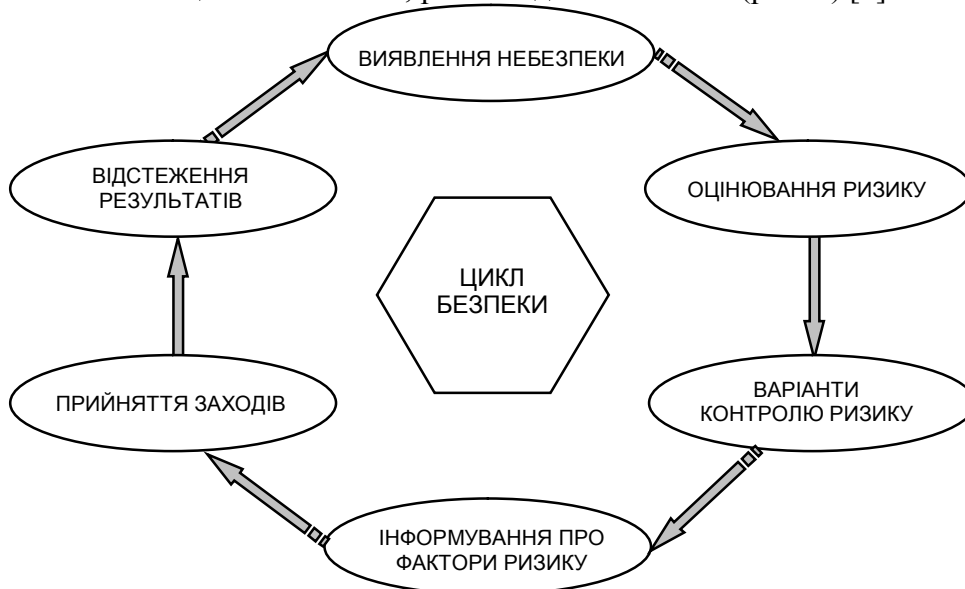 ВИЯВЛЕННЯ НЕБЕЗПЕКИ
ВІДСТЕЖЕННЯ
РЕЗУЛЬТАТІВ
ОЦІНЮВАННЯ РИЗИКУ
ЦИКЛ
БЕЗПЕКИ
ПРИЙНЯТТЯ ЗАХОДІВ
ВАРІАНТИ
КОНТРОЛЮ РИЗИКУ
ІНФОРМУВАННЯ ПРО
ФАКТОРИ РИЗИКУ